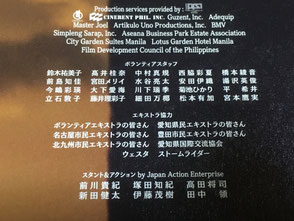 Production services provided by:
CINERENT PHIL. INC. Guzent, Inc. Adequip
Master Joel Artikulo Uno Productions, Inc. BMV
Simpleng Sarap, Inc. Aseana Business Park Estate Association
City Garden Suites Manila Lotus Garden Hotel Manila
Film Development Council of the Philippines
ボランティアスタッフ
鈴木祐美子 高井桂奈 中村真規 西脇彩夏 橋本綾香
前島知佳 宮田メリイ 水谷亮太 安田伊織 湯沢英俊
今嶋彩瑛 大下愛海 川下瑞季 菊池ひかり 平希井
立石敦子 藤井理彩子 細田万椰 松本有加 宮本鷹実
エキストラ協力
ボランティアエキストラの皆さん 愛知県民エキストラの皆さん
名古屋市民エキストラの皆さん 豊田市民エキストラの皆さん
北九州市民エキストラの皆さん 愛知県国際交流協会
ウェスタ ストームライダー
スタント&アクション by Japan Action Enterprise
前川貴紀 塚田知紀 高田将司
新田健太 伊藤茂樹 田中領